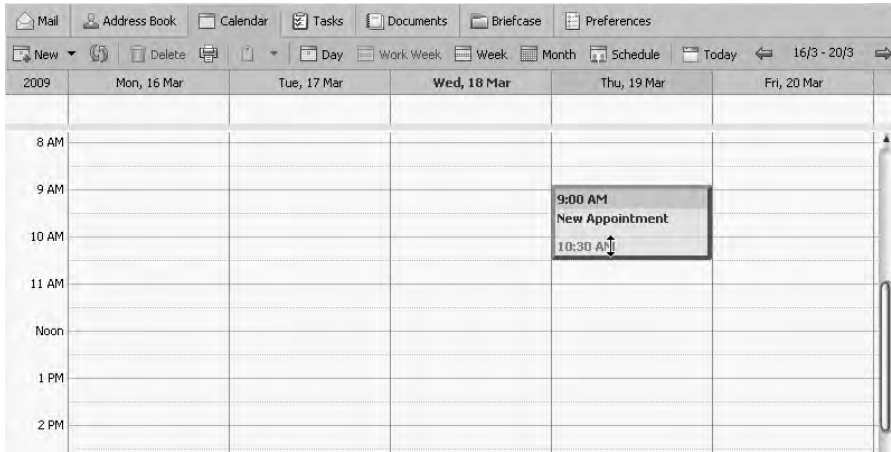 Mail Address Book Calendar Tasks Documents Briefcase Preferences
New Delete Day Work Week Week Month Schedule Today 16/3 - 20/3
2009 Mon, 16 Mar Tue, 17 Mar Wed, 18 Mar Thu, 19 Mar Fri, 20 Mar
8 AM
9 AM
9:00 AM
New Appointment
10 AM
10:30 AM
11 AM
Noon
1 PM
2 PM